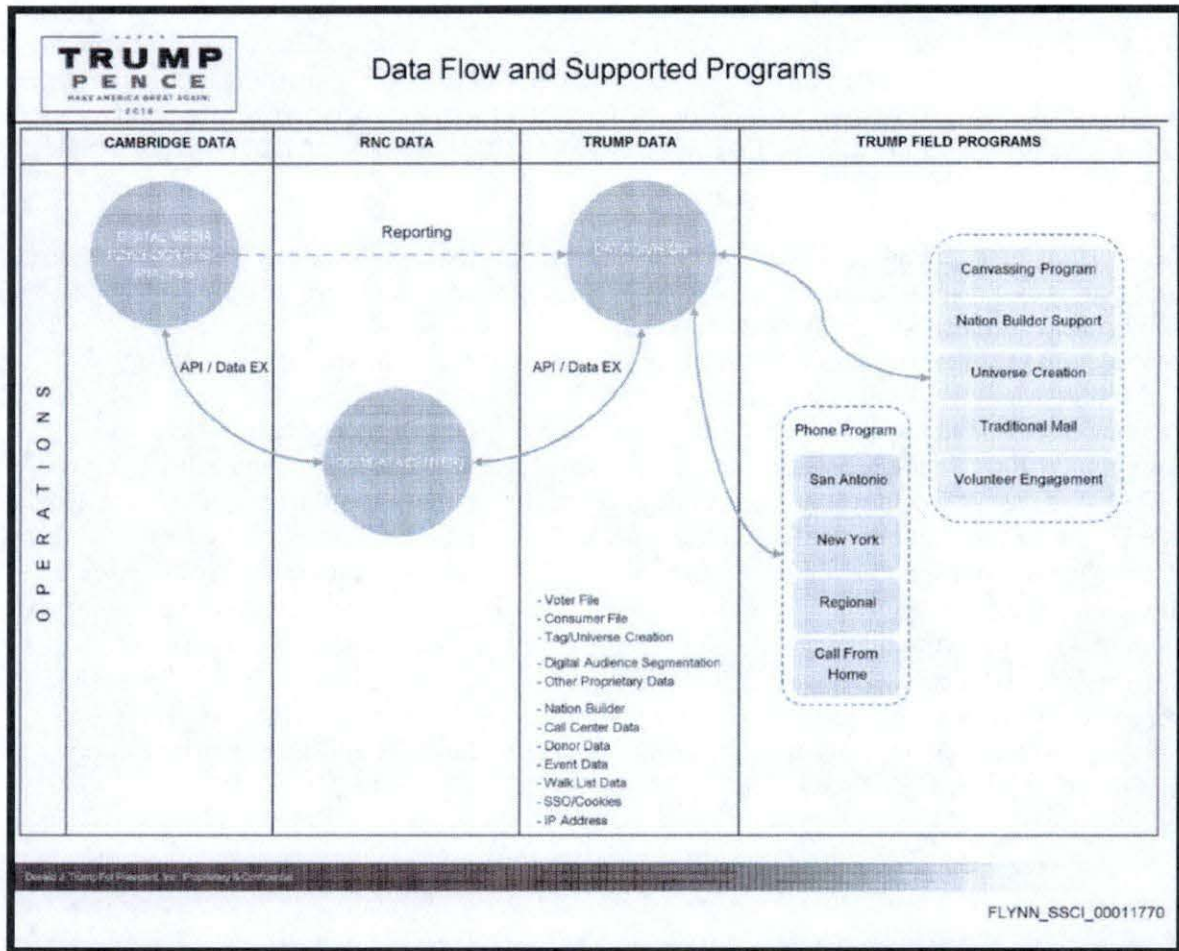 TRUMP
PENCE
MAKE AMERICA GREAT AGAIN!
2016
Data Flow and Supported Programs
CAMBRIDGE DATA
RNC DATA
TRUMP DATA
TRUMP FIELD PROGRAMS
OPERATIONS
DIGITAL MEDIA
Reporting
DATA DIVISION
API / Data EX
API / Data EX
Canvassing Program
Nation Builder Support
Universe Creation
Traditional Mail
Volunteer Engagement
Phone Program
San Antonio
New York
Regional
Call From
Home
- Voter File
- Consumer File
- Tag/Universe Creation
- Digital Audience Segmentation
- Other Proprietary Data
- Nation Builder
- Call Center Data
- Donor Data
- Event Data
- Walk List Data
- SSO/Cookies
- IP Address
Donald J. Trump For President, Inc. Proprietary & Confidential
FLYNN_SSCI_00011770